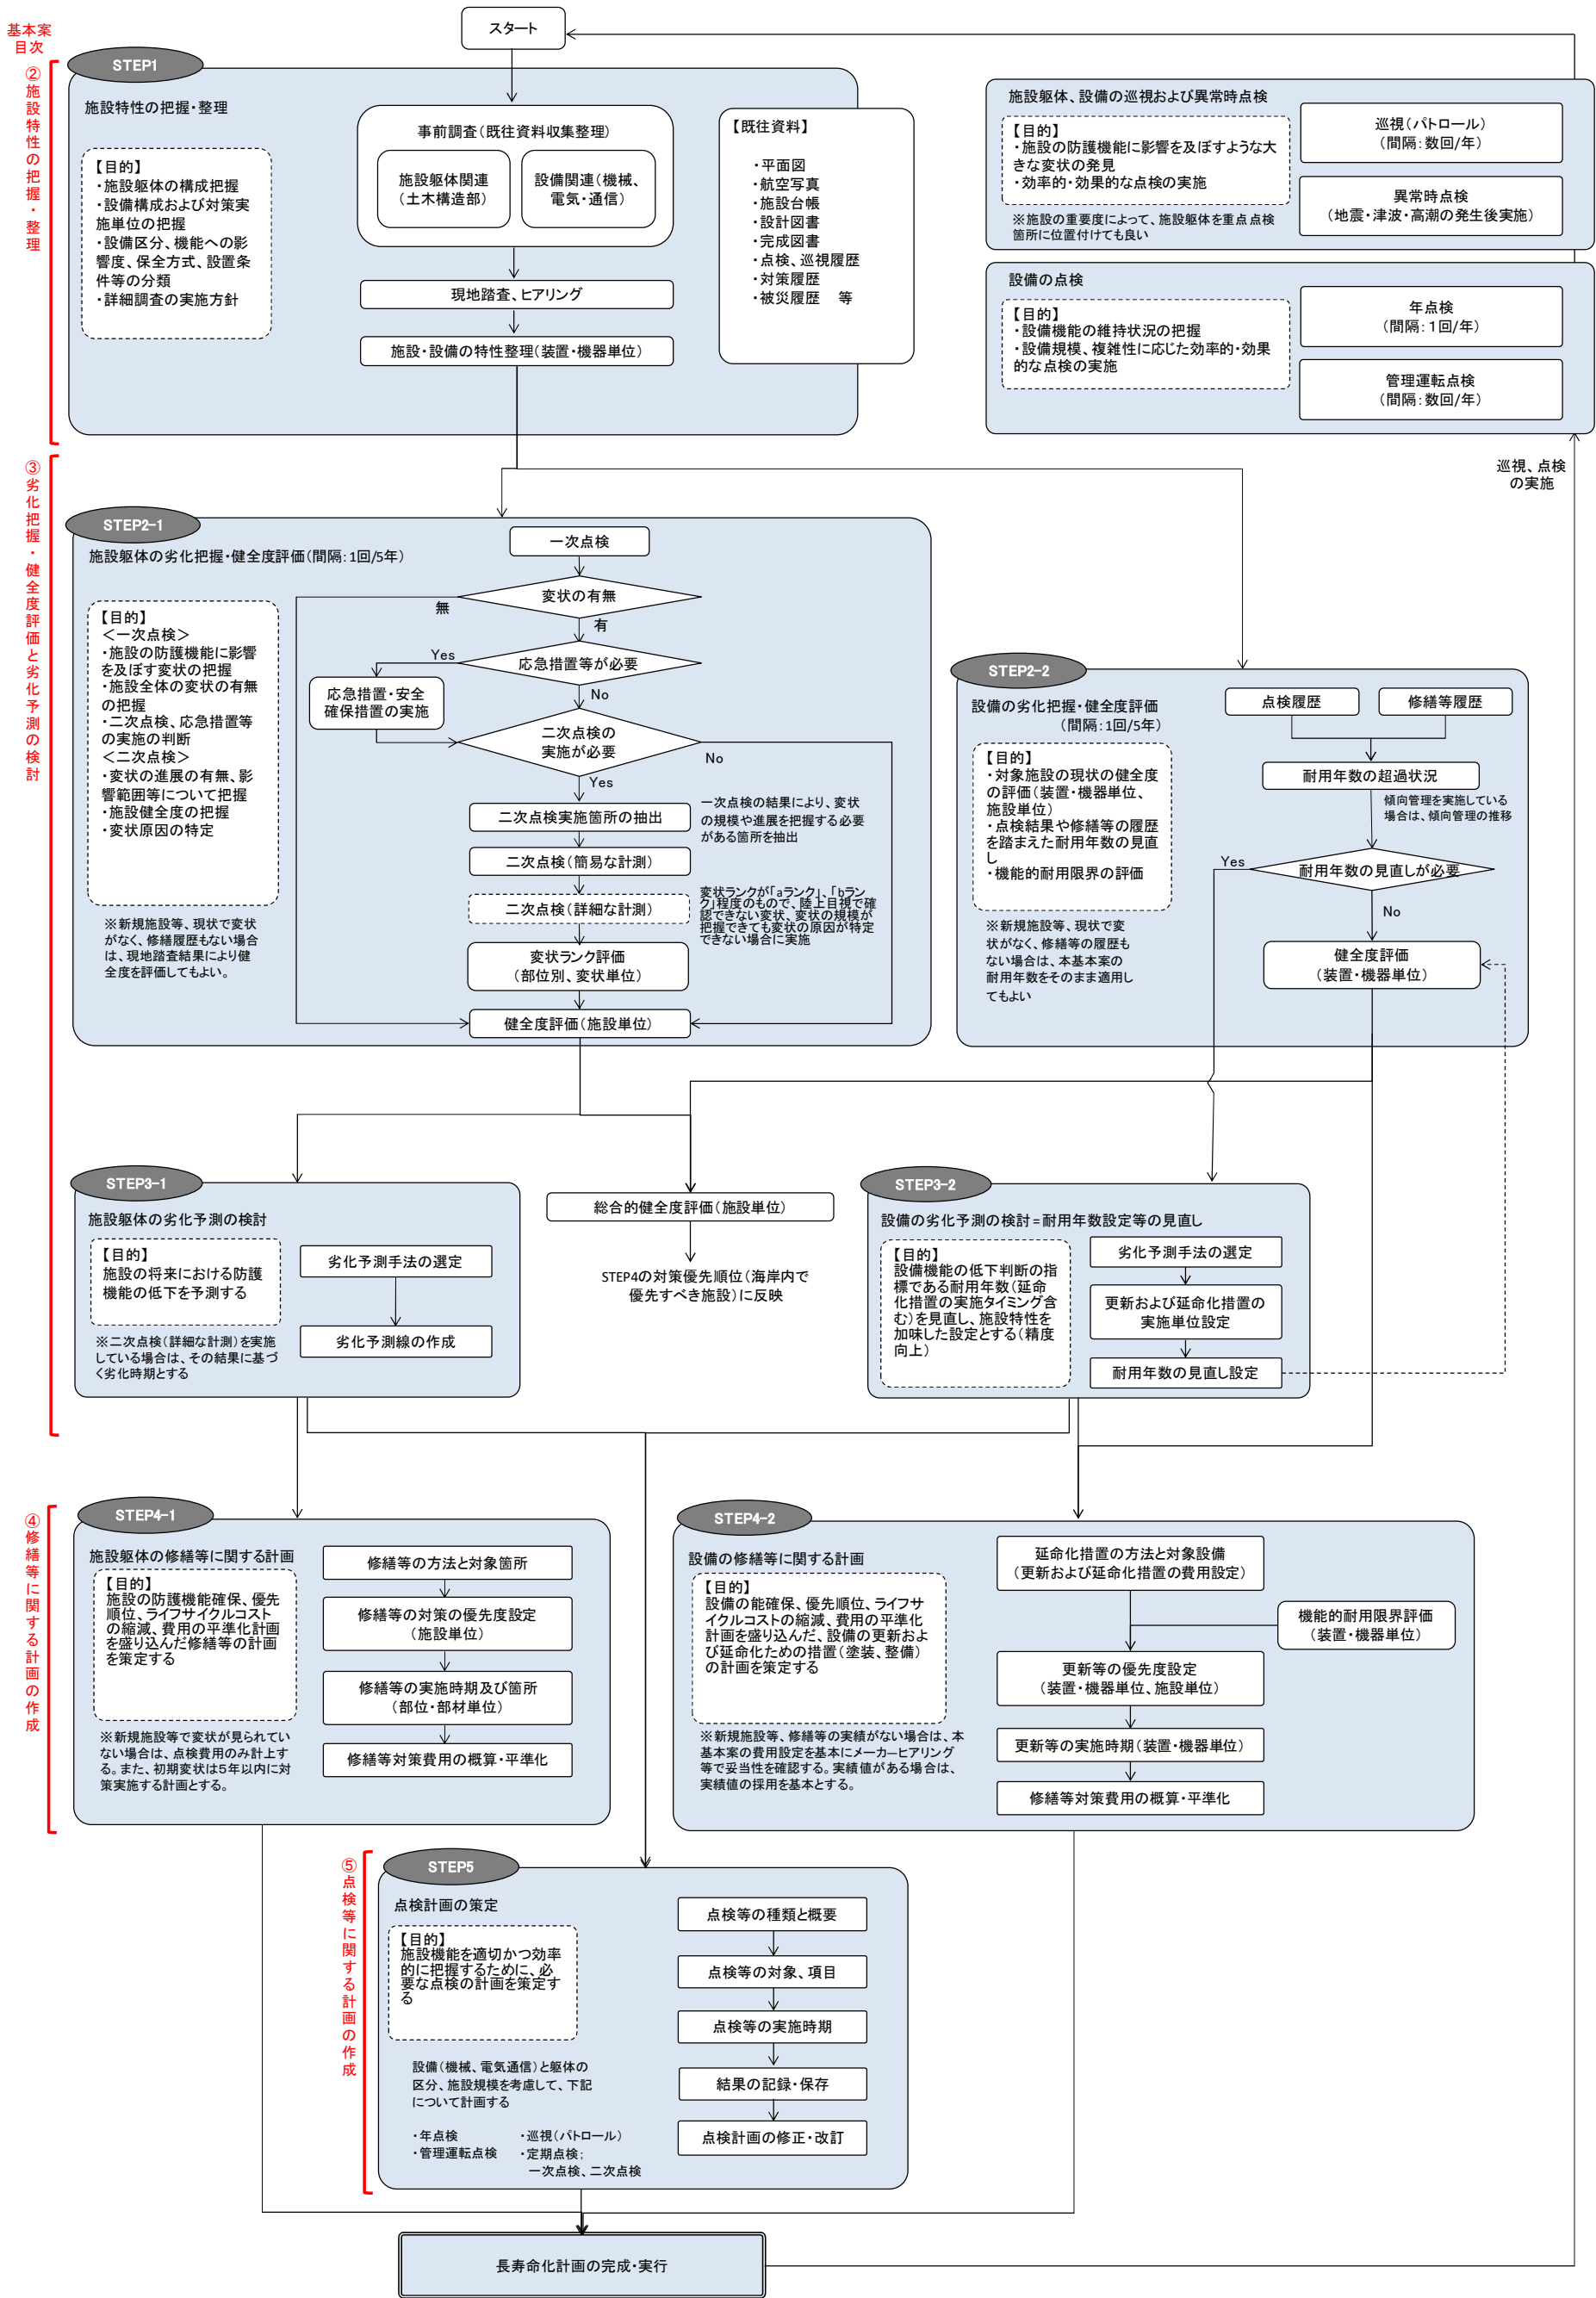 基本案
目次
スタート
②施設特性の把握・整理
STEP1
施設特性の把握・整理
【目的】
・施設躯体の構成把握
・設備構成および対策実
施単位の把握
・設備区分、機能への影
響度、保全方式、設置条
件等の分類
・詳細調査の実施方針
事前調査(既往資料収集整理)
施設躯体関連
(土木構造部)
設備関連(機械、
電気・通信)
現地踏査、ヒアリング
施設・設備の特性整理(装置・機器単位)
【既往資料】
・平面図
・航空写真
・施設台帳
・設計図書
・完成図書
・点検、巡視履歴
・対策履歴
・被災履歴 等
施設躯体、設備の巡視および異常時点検
【目的】
・施設の防護機能に影響を及ぼすような大
きな変状の発見
・効率的・効果的な点検の実施
※施設の重要度によって、施設躯体を重点点検
箇所に位置付けても良い
巡視(パトロール)
(間隔:数回/年)
異常時点検
(地震・津波・高潮の発生後実施)
設備の点検
【目的】
・設備機能の維持状況の把握
・設備規模、複雑性に応じた効率的・効果
的な点検の実施
年点検
(間隔:1回/年)
管理運転点検
(間隔:数回/年)
巡視、点検
の実施
③劣化把握・健全度評価と劣化予測の検討
STEP2-1
施設躯体の劣化把握・健全度評価(間隔:1回/5年)
【目的】
<一次点検>
・施設の防護機能に影響
を及ぼす変状の把握
・施設全体の変状の有無
の把握
・二次点検、応急措置等
の実施の判断
<二次点検>
・変状の進展の有無、影
響範囲等について把握
・施設健全度の把握
・変状原因の特定
※新規施設等、現状で変状
がなく、修繕履歴もない場合
は、現地踏査結果により健
全度を評価してもよい。
一次点検
変状の有無
無
有
応急措置等が必要
Yes
No
応急措置・安全
確保措置の実施
二次点検の
実施が必要
No
Yes
二次点検実施箇所の抽出
一次点検の結果により、変状
の規模や進展を把握する必要
がある箇所を抽出
二次点検(簡易な計測)
二次点検(詳細な計測)
変状ランクが「aランク」、「bラン
ク」程度のもので、陸上目視で確
認できない変状、変状の規模が
把握できても変状の原因が特定
できない場合に実施
変状ランク評価
(部位別、変状単位)
健全度評価(施設単位)
STEP2-2
設備の劣化把握・健全度評価
(間隔:1回/5年)
【目的】
・対象施設の現状の健全度
の評価(装置・機器単位、
施設単位)
・点検結果や修繕等の履歴
を踏まえた耐用年数の見直
し
・機能的耐用限界の評価
※新規施設等、現状で変
状がなく、修繕等の履歴も
ない場合は、本基本案の
耐用年数をそのまま適用し
てもよい
点検履歴
修繕等履歴
耐用年数の超過状況
傾向管理を実施している
場合は、傾向管理の推移
Yes
耐用年数の見直しが必要
No
健全度評価
(装置・機器単位)
STEP3-1
施設躯体の劣化予測の検討
【目的】
施設の将来における防護
機能の低下を予測する
※二次点検(詳細な計測)を実施
している場合は、その結果に基づ
く劣化時期とする
劣化予測手法の選定
劣化予測線の作成
総合的健全度評価(施設単位)
STEP4の対策優先順位(海岸内で
優先すべき施設)に反映
STEP3-2
設備の劣化予測の検討=耐用年数設定等の見直し
【目的】
設備機能の低下判断の指
標である耐用年数(延命
化措置の実施タイミング含
む)を見直し、施設特性を
加味した設定とする(精度
向上)
劣化予測手法の選定
更新および延命化措置の
実施単位設定
耐用年数の見直し設定
④修繕等に関する計画の作成
STEP4-1
施設躯体の修繕等に関する計画
【目的】
施設の防護機能確保、優先
順位、ライフサイクルコスト
の縮減、費用の平準化計画
を盛り込んだ修繕等の計画
を策定する
※新規施設等で変状が見られてい
ない場合は、点検費用のみ計上す
る。また、初期変状は5年以内に対
策実施する計画とする。
修繕等の方法と対象箇所
修繕等の対策の優先度設定
(施設単位)
修繕等の実施時期及び箇所
(部位・部材単位)
修繕等対策費用の概算・平準化
STEP4-2
設備の修繕等に関する計画
【目的】
設備の能確保、優先順位、ライフサ
イクルコストの縮減、費用の平準化
計画を盛り込んだ、設備の更新およ
び延命化ための措置(塗装、整備)
の計画を策定する
※新規施設等、修繕等の実績がない場合は、本
基本案の費用設定を基本にメーカ―ヒアリング
等で妥当性を確認する。実績値がある場合は、
実績値の採用を基本とする。
延命化措置の方法と対象設備
(更新および延命化措置の費用設定)
機能的耐用限界評価
(装置・機器単位)
更新等の優先度設定
(装置・機器単位、施設単位)
更新等の実施時期(装置・機器単位)
修繕等対策費用の概算・平準化
⑤点検等に関する計画の作成
STEP5
点検計画の策定
【目的】
施設機能を適切かつ効率
的に把握するために、必
要な点検の計画を策定す
る
設備(機械、電気通信)と躯体の
区分、施設規模を考慮して、下記
について計画する
・年点検
・管理運転点検
・巡視(パトロール)
・定期点検;
一次点検、二次点検
点検等の種類と概要
点検等の対象、項目
点検等の実施時期
結果の記録・保存
点検計画の修正・改訂
長寿命化計画の完成・実行